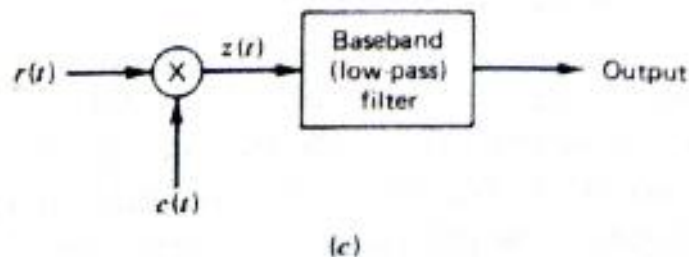 z(t)
Baseband
(low-pass)
filter
r(t)
X
Output
c(t)
(c)